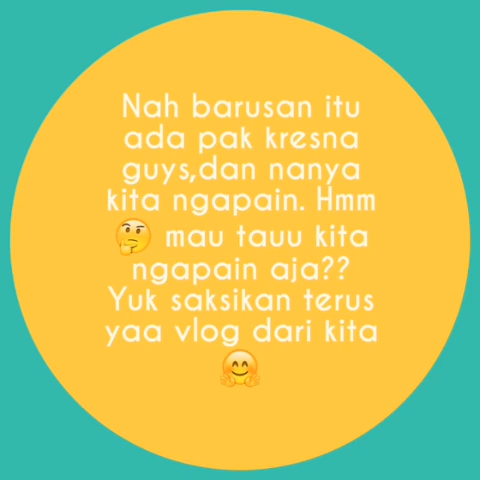 Nah barusan itu
ada pak kresna
guys,dan nanya
kita ngapain. Hmm
🤔 mau tauu kita
ngapain aja??
Yuk saksikan terus
yaa vlog dari kita
🤗